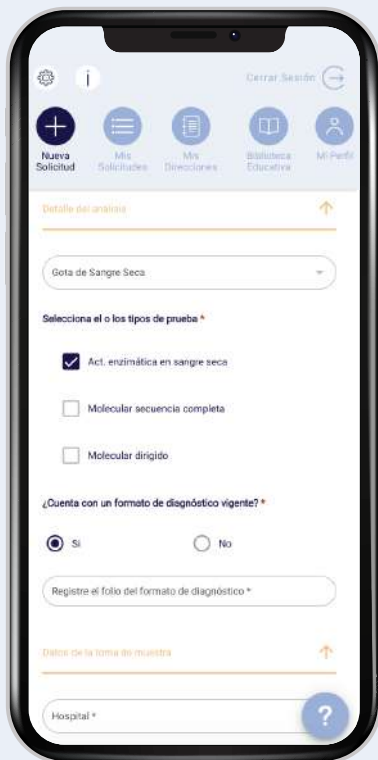 i
Cerrar Sesión
Nueva Solicitud
Mis Solicitudes
Mis Direcciones
Biblioteca Educativa
Mi Perfil
Detalle del análisis
Gota de Sangre Seca
Selecciona el o los tipos de prueba *
Act. enzimática en sangre seca
Molecular secuencia completa
Molecular dirigido
¿Cuenta con un formato de diagnóstico vigente? *
Si
No
Registre el folio del formato de diagnóstico *
Datos de la toma de muestra
Hospital *
?